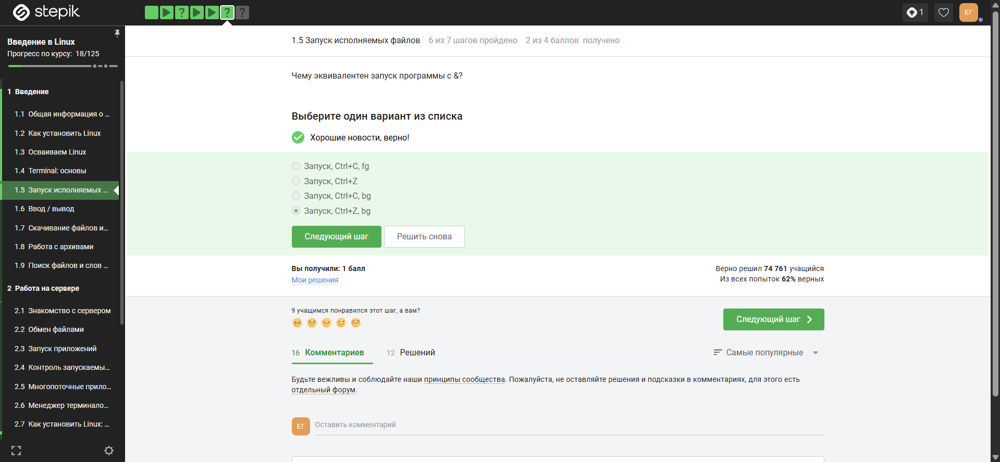 stepik
? ? ?
1
ЕГ
Введение в Linux
Прогресс по курсу: 18/125
1 Введение
1.1 Общая информация о ...
1.2 Как установить Linux
1.3 Осваиваем Linux
1.4 Terminal: основы
1.5 Запуск исполняемых ...
1.6 Ввод / вывод
1.7 Скачивание файлов и...
1.8 Работа с архивами
1.9 Поиск файлов и слов ...
2 Работа на сервере
2.1 Знакомство с сервером
2.2 Обмен файлами
2.3 Запуск приложений
2.4 Контроль запускаемы...
2.5 Многопоточные прило...
2.6 Менеджер терминало...
2.7 Как установить Linux: ...
1.5 Запуск исполняемых файлов 6 из 7 шагов пройдено 2 из 4 баллов получено
Чему эквивалентен запуск программы с &?
Выберите один вариант из списка
Хорошие новости, верно!
Запуск, Ctrl+C, fg
Запуск, Ctrl+Z
Запуск, Ctrl+C, bg
Запуск, Ctrl+Z, bg
Следующий шаг Решить снова
Вы получили: 1 балл
Мои решения
Верно решил 74 761 учащийся
Из всех попыток 62% верных
9 учащимся понравился этот шаг, а вам?
Следующий шаг
16 Комментариев 12 Решений Самые популярные
Будьте вежливы и соблюдайте наши принципы сообщества. Пожалуйста, не оставляйте решения и подсказки в комментариях, для этого есть
отдельный форум.
ЕГ Оставить комментарий